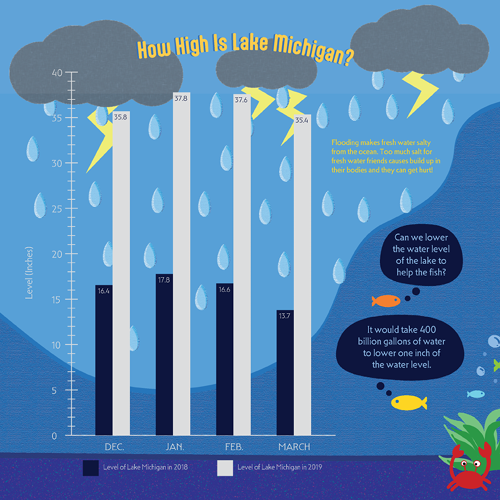 How High Is Lake Michigan?
40
35
30
25
20
15
10
5
0
Level (Inches)
35.8
37.8
37.6
35.4
16.4
17.8
16.6
13.7
DEC.
JAN.
FEB.
MARCH
Level of Lake Michigan in 2018
Level of Lake Michigan in 2019
Flooding makes fresh water salty
from the ocean. Too much salt for
fresh water friends causes build up in
their bodies and they can get hurt!
Can we lower
the water level
of the lake to
help the fish?
It would take 400
billion gallons of water
to lower one inch of
the water level.